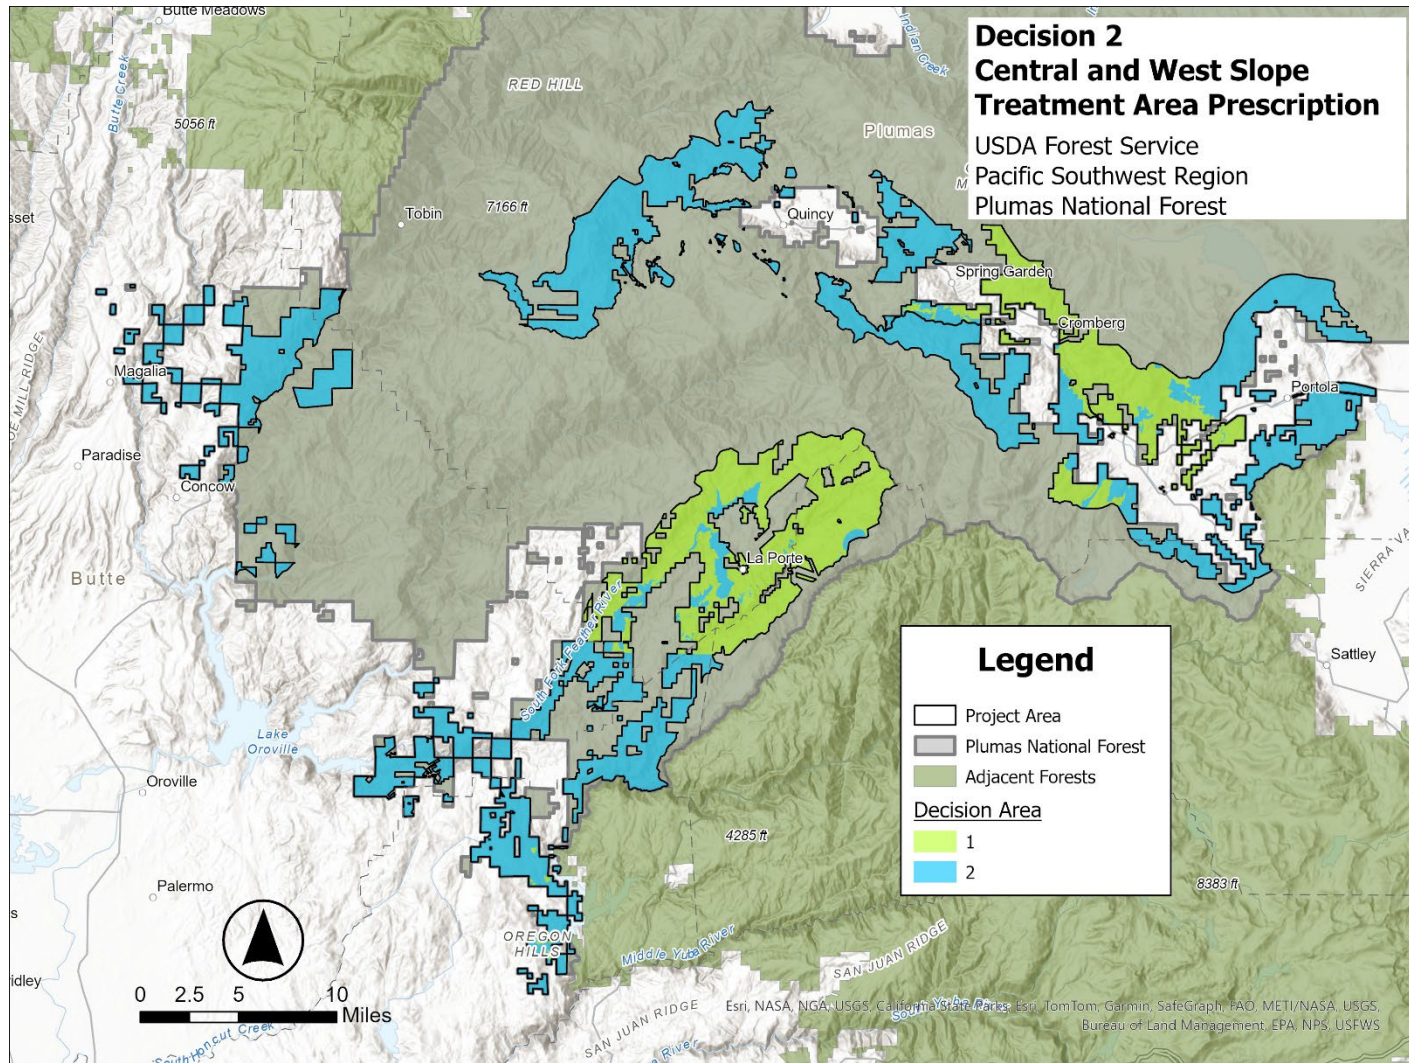 Butte Meadows
Indian Creek
Decision 2
Central and West Slope
Treatment Area Prescription
USDA Forest Service
Pacific Southwest Region
Plumas National Forest
Butte Creek
5056 ft
RED HILL
Plumas
Tobin
7166 ft
Quincy
Spring Garden
Cromberg
Magalia
Portola
Paradise
Concow
Butte
La Porte
South Fork Feather River
SIERRA VA
Sattley
Lake
Oroville
Oroville
Legend
Project Area
Plumas National Forest
Adjacent Forests
Decision Area
1
2
4285 ft
8383 ft
Palermo
OREGON
HILLS
Middle Yuba River
SAN JUAN RIDGE
ridley
0 2.5 5 10
Miles
SAN JUAN RIDGE
South Honcut Creek
Esri, NASA, NGA, USGS, California State Parks, Esri, TomTom, Garmin, SafeGraph, FAO, METI/NASA, USGS,
Bureau of Land Management, EPA, NPS, USFWS